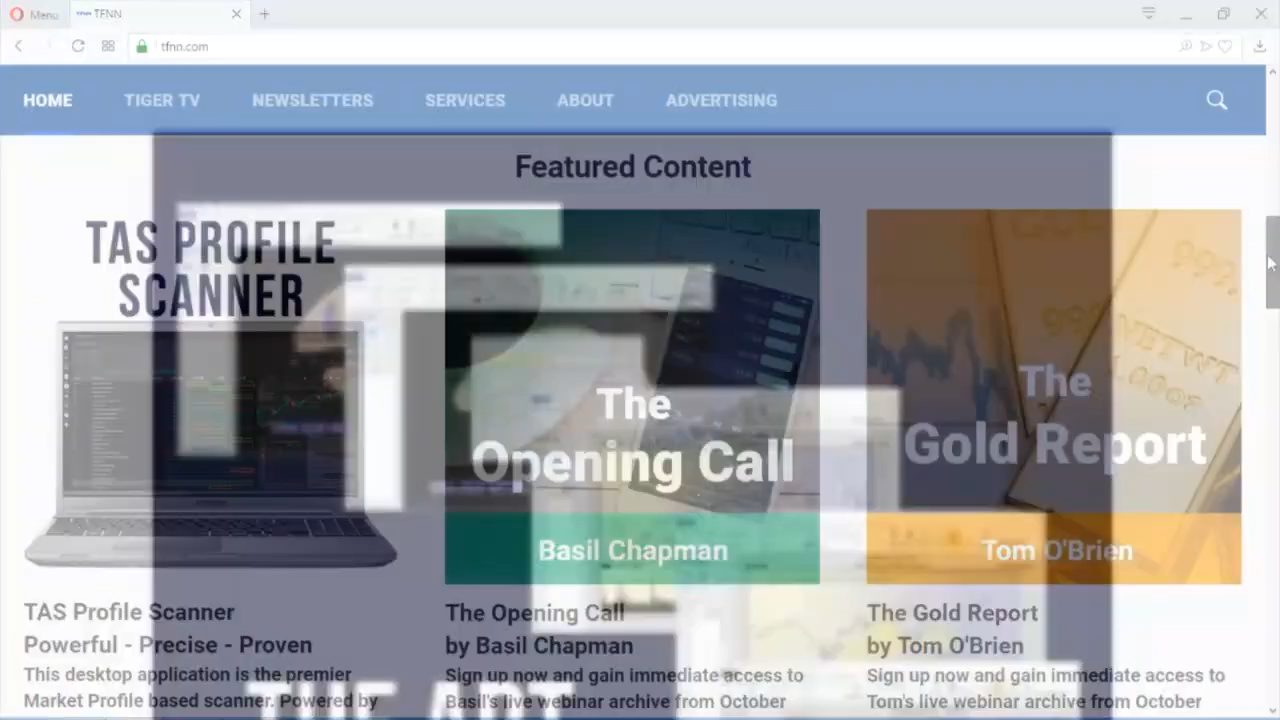 Menu
TFNN
tfnn.com
HOME TIGER TV NEWSLETTERS SERVICES ABOUT ADVERTISING
Featured Content
TAS PROFILE
SCANNER
The
Opening Call
Basil Chapman
The
Gold Report
Tom O'Brien
TAS Profile Scanner
Powerful - Precise - Proven
This desktop application is the premier
Market Profile based scanner. Powered by
The Opening Call
by Basil Chapman
Sign up now and gain immediate access to
Basil's live webinar archive from October
The Gold Report
by Tom O'Brien
Sign up now and gain immediate access to
Tom's live webinar archive from October